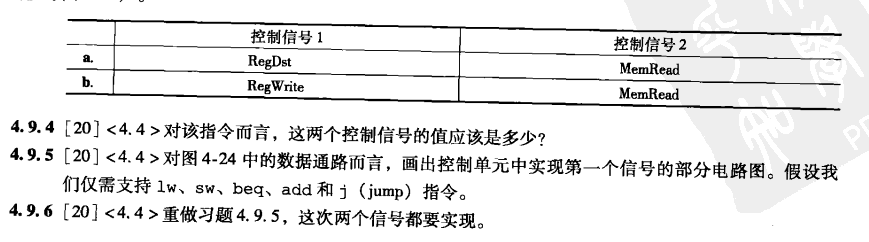 控制信号1 控制信号2
a. RegDst MemRead
b. RegWrite MemRead
4.9.4 [20] <4.4>对该指令而言，这两个控制信号的值应该是多少?
4.9.5 [20] <4.4>对图4-24中的数据通路而言，画出控制单元中实现第一个信号的部分电路图。假设我
们仅需支持 lw、sw、beq、add 和 j (jump) 指令。
4.9.6 [20] <4.4>重做习题4.9.5，这次两个信号都要实现。